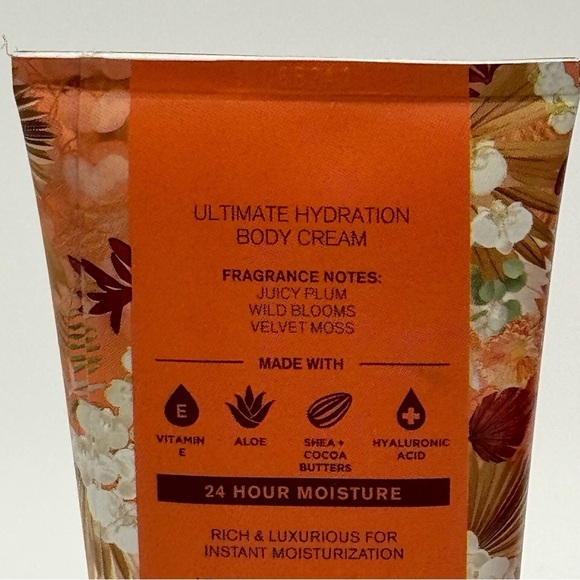 ULTIMATE HYDRATION
BODY CREAM
FRAGRANCE NOTES:
JUICY PLUM
WILD BLOOMS
VELVET MOSS
MADE WITH
E
VITAMIN
E
ALOE
SHEA +
COCOA
BUTTERS
HYALURONIC
ACID
24 HOUR MOISTURE
RICH & LUXURIOUS FOR
INSTANT MOISTURIZATION